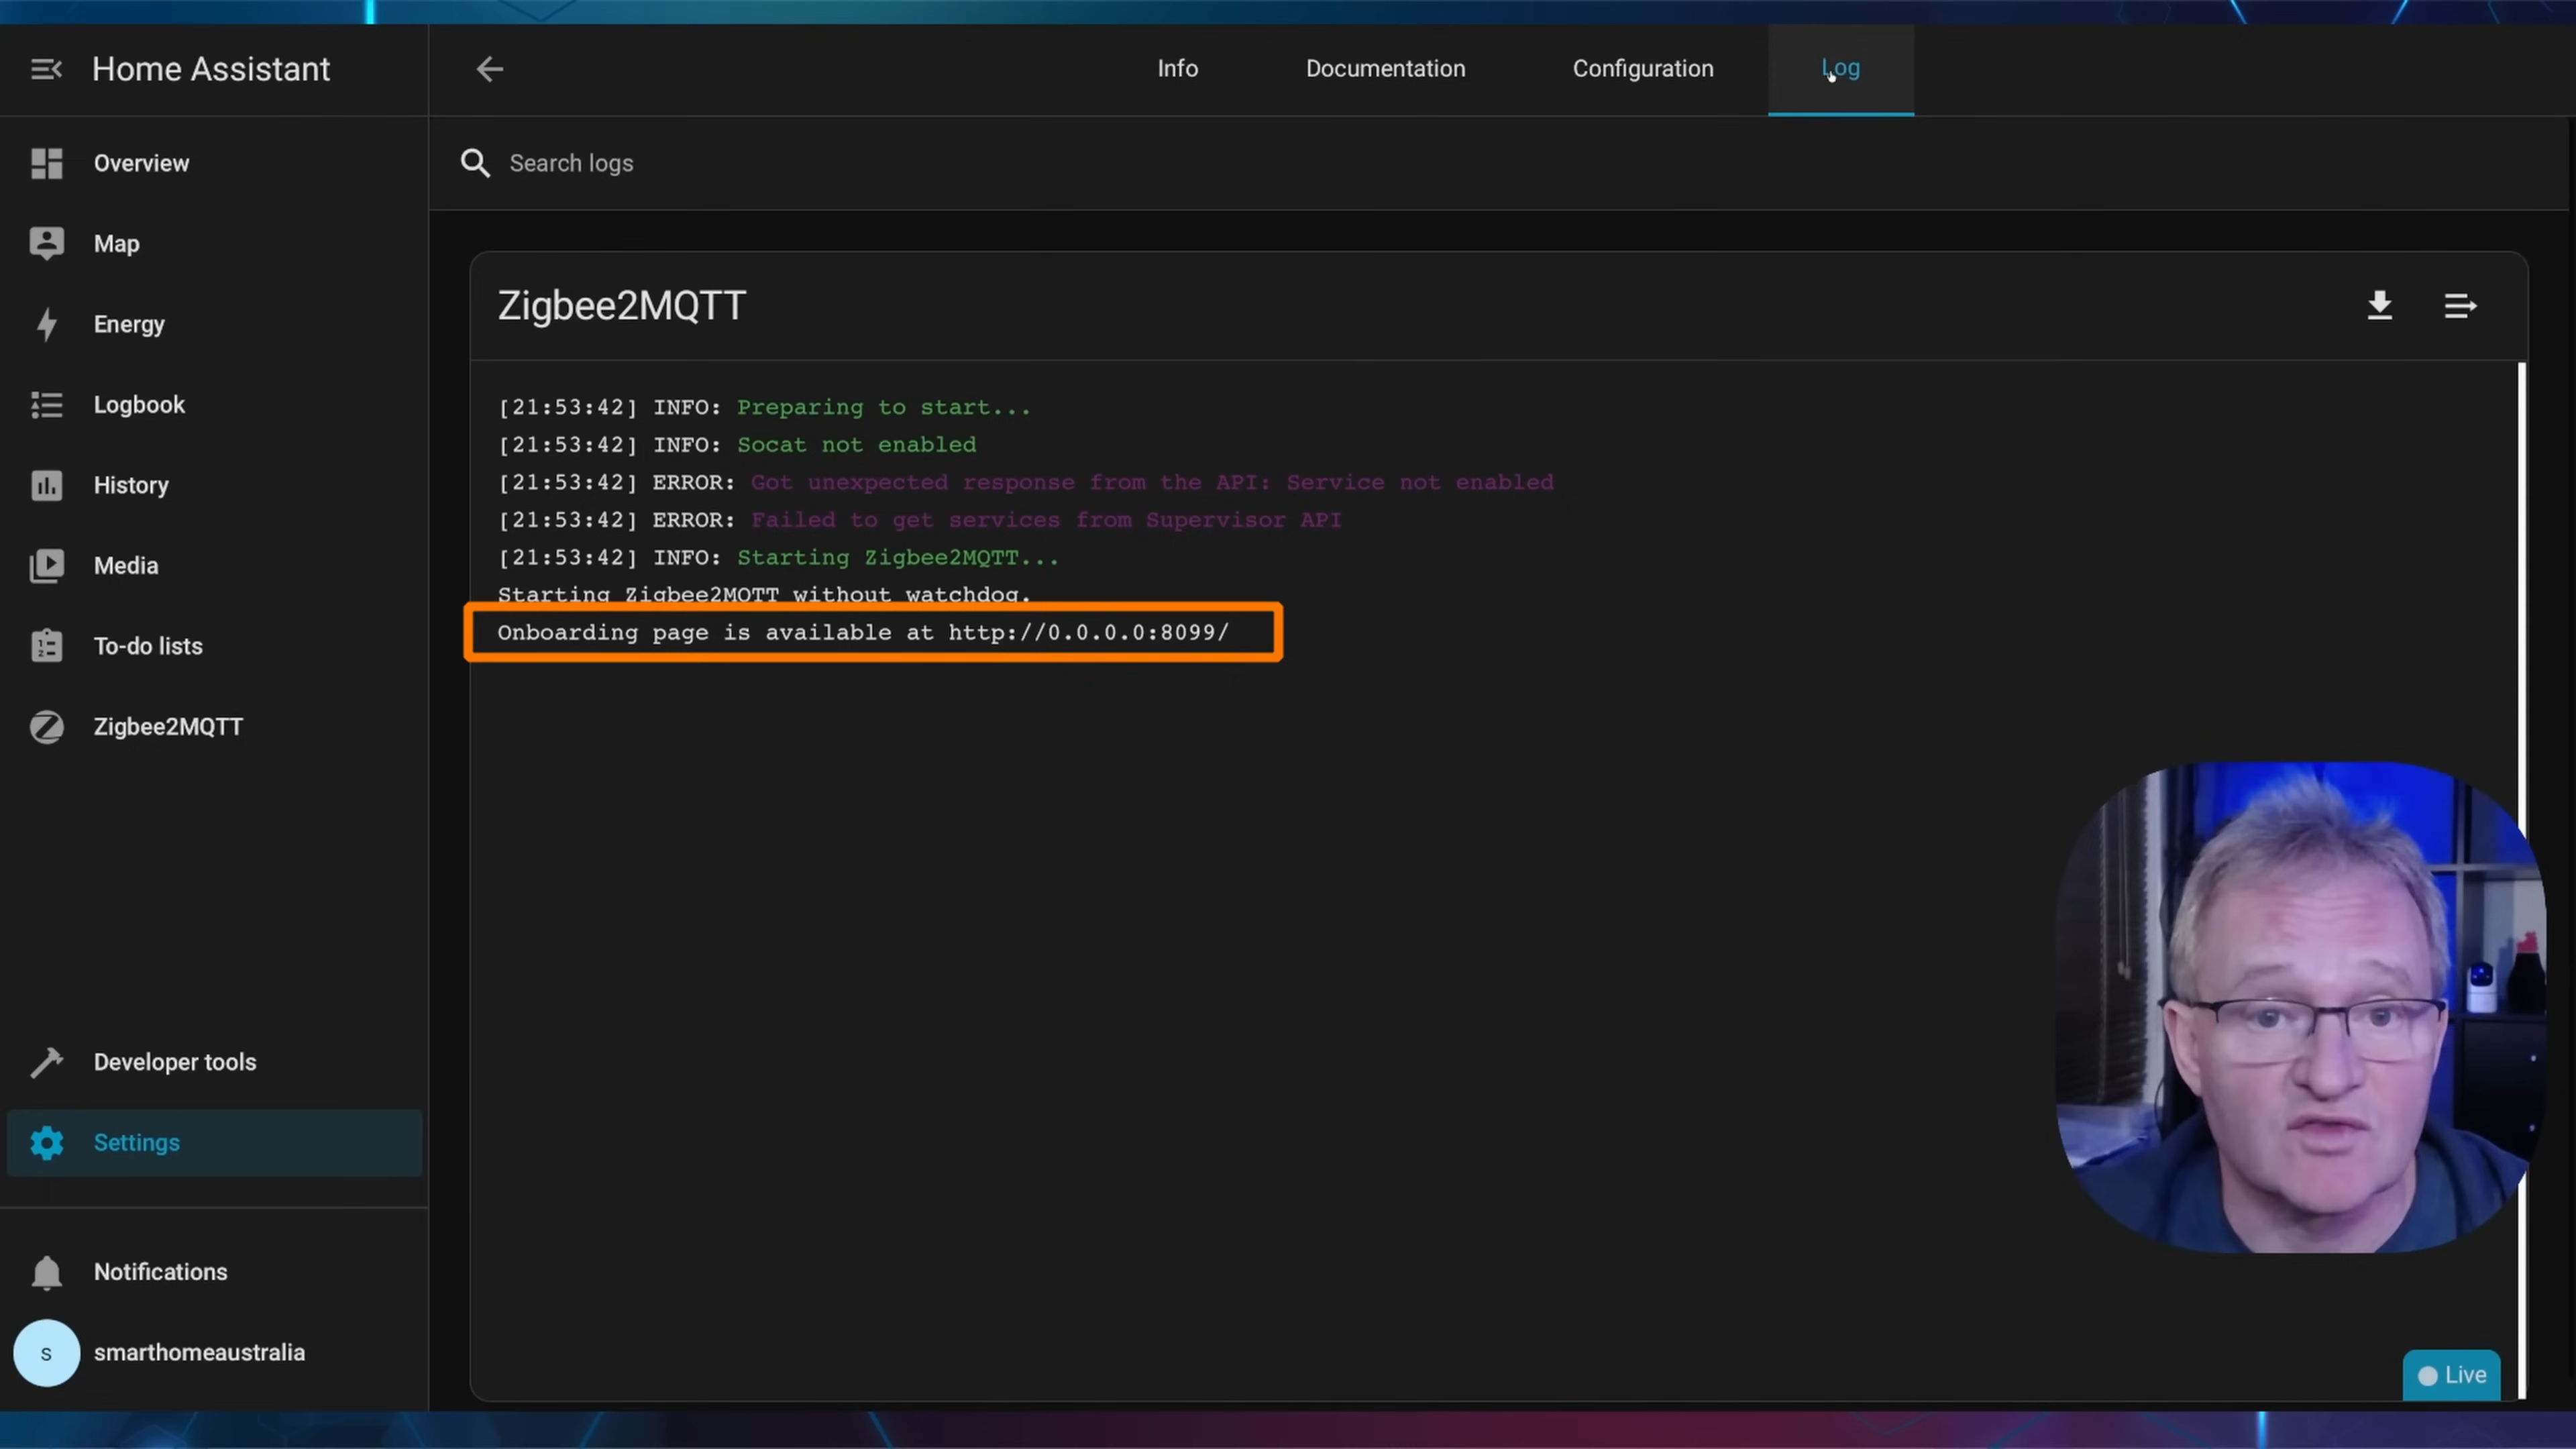 Home Assistant
Info
Documentation
Configuration
Log
Overview
Search logs
Map
Energy
Logbook
History
Media
To-do lists
Zigbee2MQTT
Developer tools
Settings
Notifications
s
smarthomeaustralia
Zigbee2MQTT
[21:53:42] INFO: Preparing to start...
[21:53:42] INFO: Socat not enabled
[21:53:42] ERROR: Got unexpected response from the API: Service not enabled
[21:53:42] ERROR: Failed to get services from Supervisor API
[21:53:42] INFO: Starting Zigbee2MQTT...
Starting Zigbee2MQTT without watchdog.
Onboarding page is available at http://0.0.0.0:8099/
Live